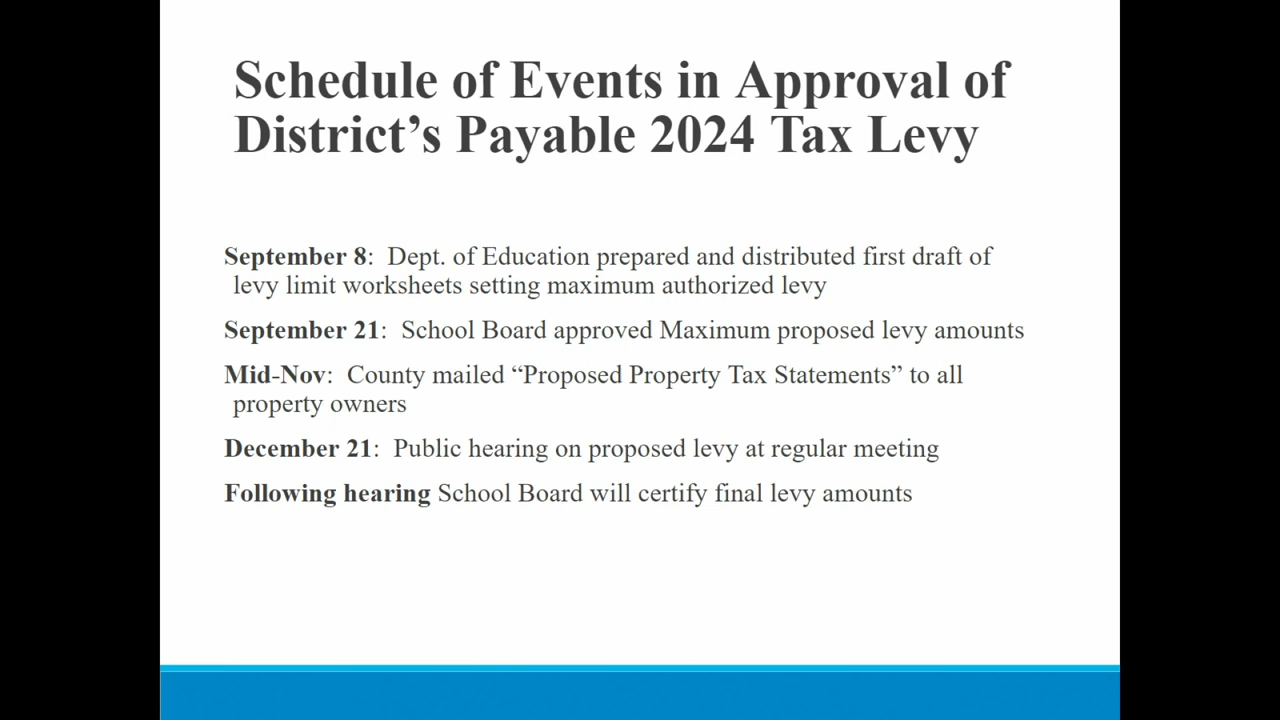 Schedule of Events in Approval of
District’s Payable 2024 Tax Levy
September 8:  Dept. of Education prepared and distributed first draft of
levy limit worksheets setting maximum authorized levy
September 21:  School Board approved Maximum proposed levy amounts
Mid-Nov:  County mailed “Proposed Property Tax Statements” to all
property owners
December 21:  Public hearing on proposed levy at regular meeting
Following hearing School Board will certify final levy amounts